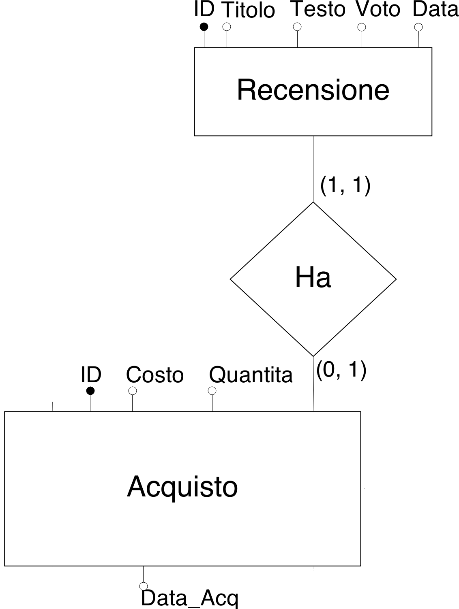 ID Titolo Testo Voto Data
Recensione
(1, 1)
Ha
(0, 1)
ID Costo Quantita
Acquisto
Data_Acq